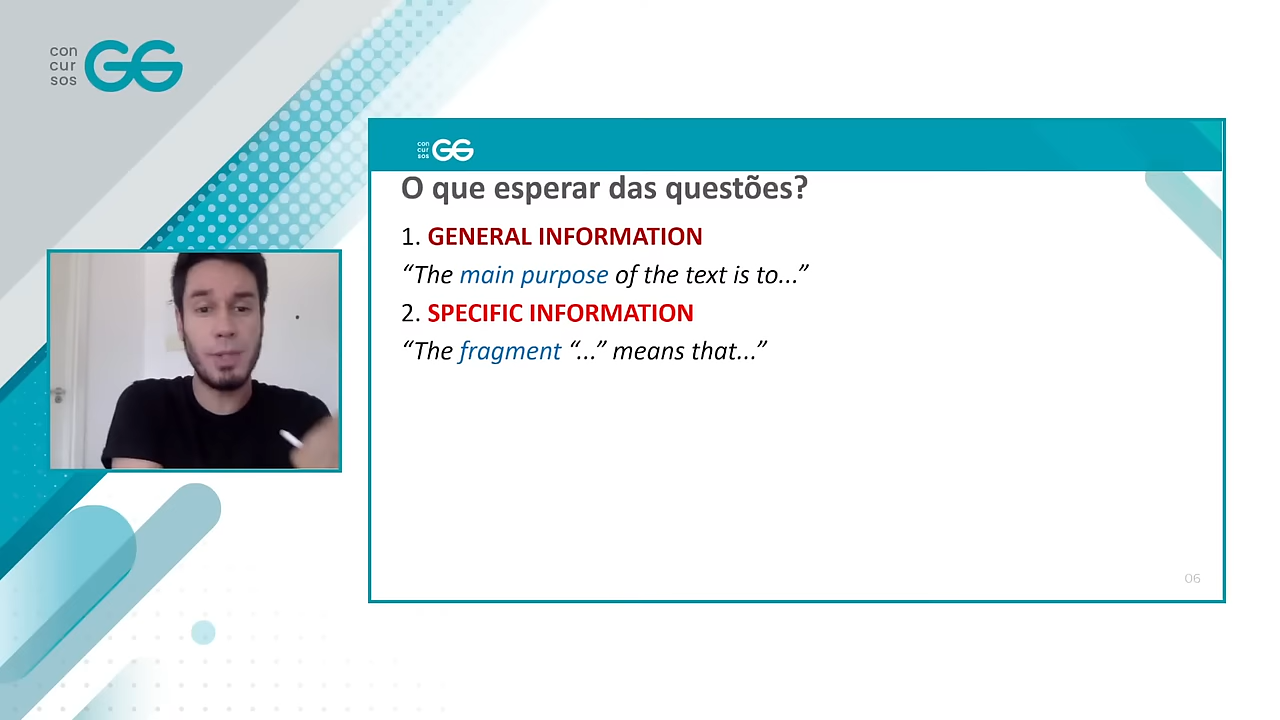 con
cur
sos
GG
con
cur
sos
GG
O que esperar das questões?
1. GENERAL INFORMATION
“The main purpose of the text is to...”
2. SPECIFIC INFORMATION
“The fragment “...” means that...”
06